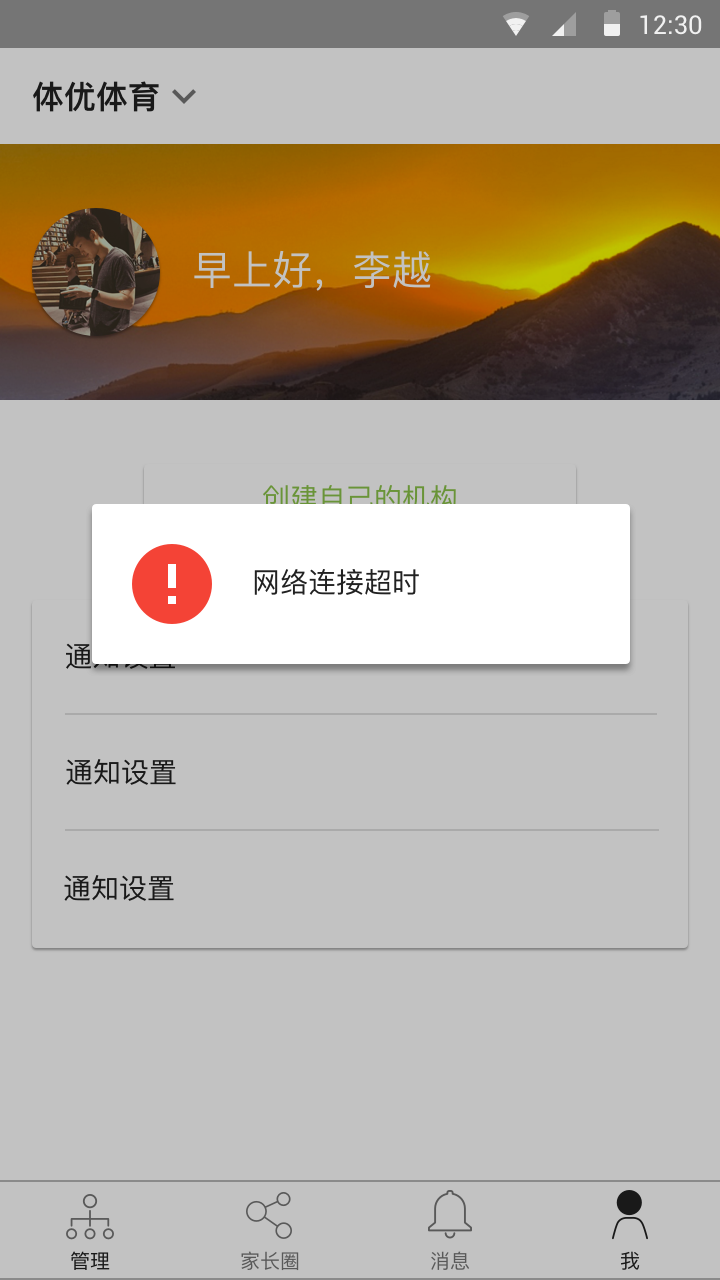 12:30
体优体育
早上好，李越
创建自己的机构
网络连接超时
通知设置
通知设置
通知设置
管理
家长圈
消息
我